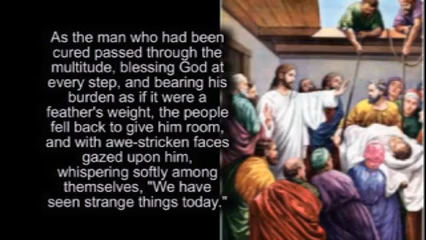 As the man who had been
cured passed through the
multitude, blessing God at
every step, and bearing his
burden as if it were a
feather's weight, the people
fell back to give him room,
and with awe-stricken faces
gazed upon him,
whispering softly among
themselves, "We have
seen strange things today."